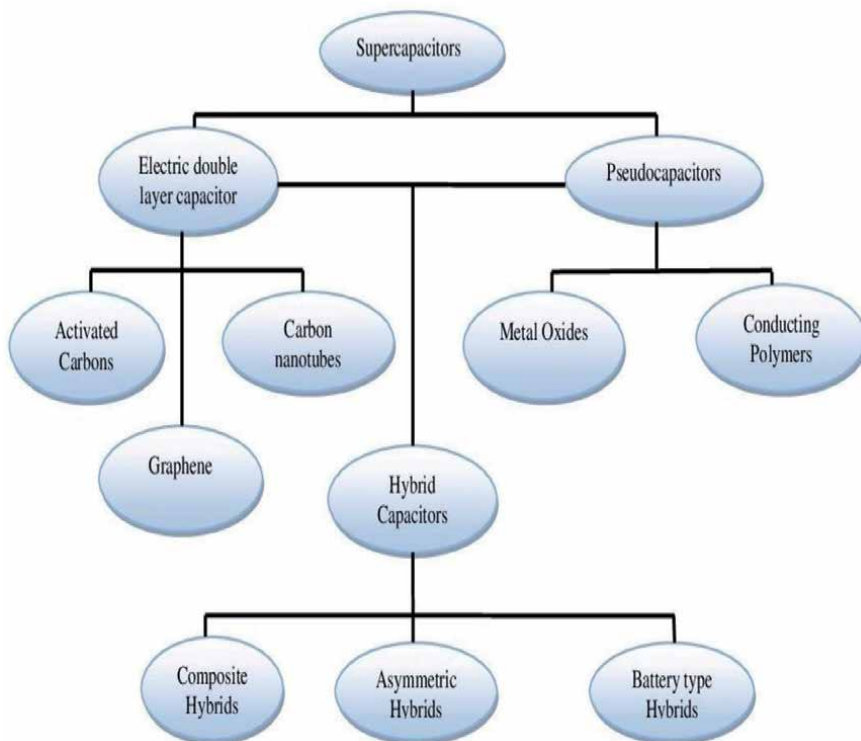 Supercapacitors
Electric double
layer capacitor
Pseudocapacitors
Activated
Carbons
Carbon
nanotubes
Metal Oxides
Conducting
Polymers
Graphene
Hybrid
Capacitors
Composite
Hybrids
Asymmetric
Hybrids
Battery type
Hybrids